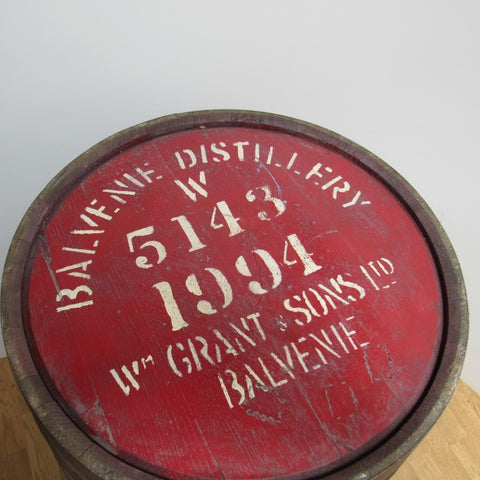 BALVENIE DISTILLERY
W
5143
1994
Wᴹ GRANT & SONS LTD
BALVENIE